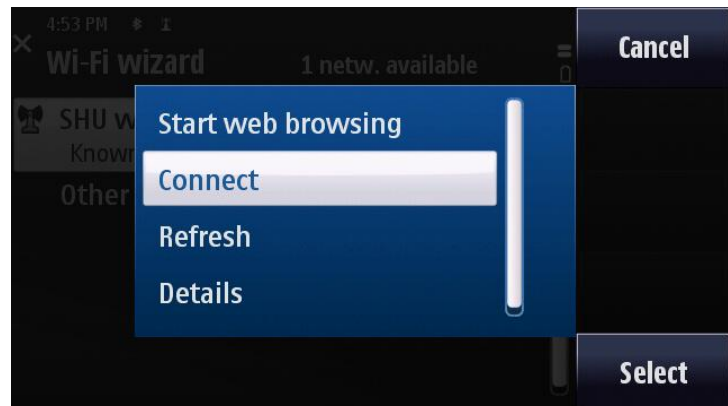 4:53 PM
Wi-Fi wizard 1 netw. available
Cancel
SHU
Start web browsing
Connect
Other
Refresh
Details
Select